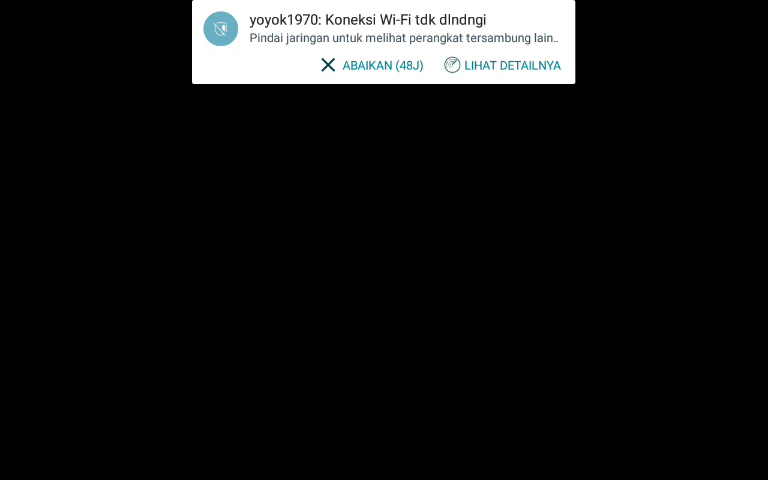 yoyok1970: Koneksi Wi-Fi tdk dlndngi
Pindai jaringan untuk melihat perangkat tersambung lain..
ABAIKAN (48J)
LIHAT DETAILNYA